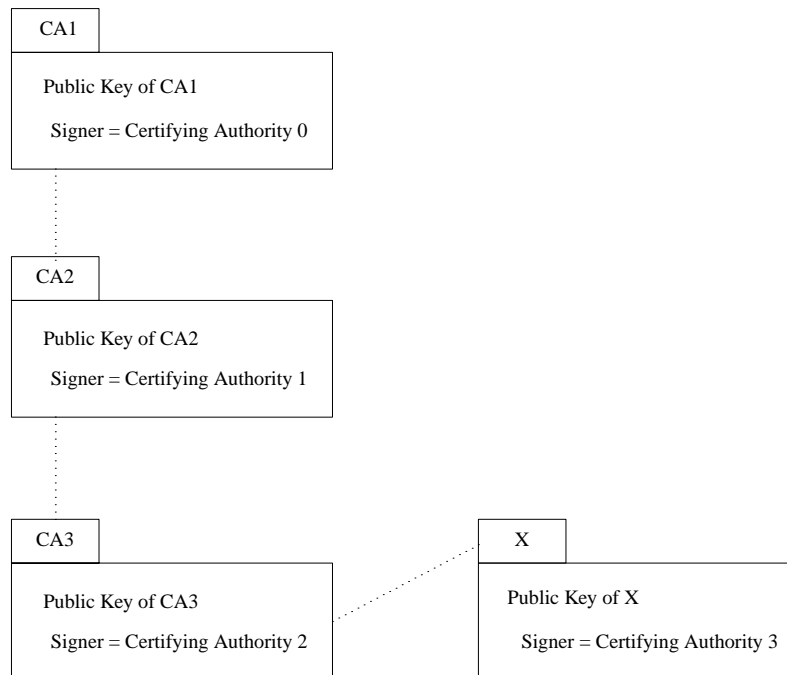 CA1
Public Key of CA1
Signer = Certifying Authority 0
CA2
Public Key of CA2
Signer = Certifying Authority 1
CA3
Public Key of CA3
Signer = Certifying Authority 2
X
Public Key of X
Signer = Certifying Authority 3